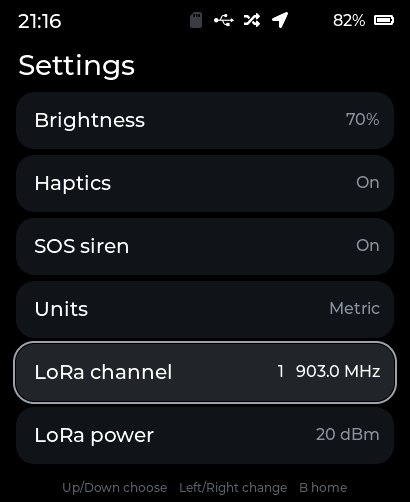 21:16 82%
Settings
Brightness 70%
Haptics On
SOS siren On
Units Metric
LoRa channel 1 903.0 MHz
LoRa power 20 dBm
Up/Down choose Left/Right change B home